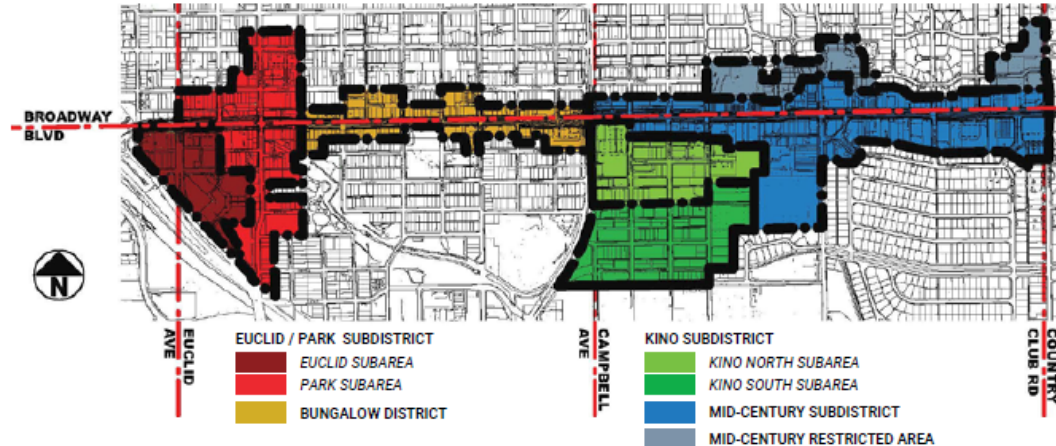 BROADWAY
BLVD
N
EUCLID
AVE
CAMPBELL
AVE
COUNTRY
CLUB RD
EUCLID / PARK SUBDISTRICT
EUCLID SUBAREA
PARK SUBAREA
BUNGALOW DISTRICT
KINO SUBDISTRICT
KINO NORTH SUBAREA
KINO SOUTH SUBAREA
MID-CENTURY SUBDISTRICT
MID-CENTURY RESTRICTED AREA